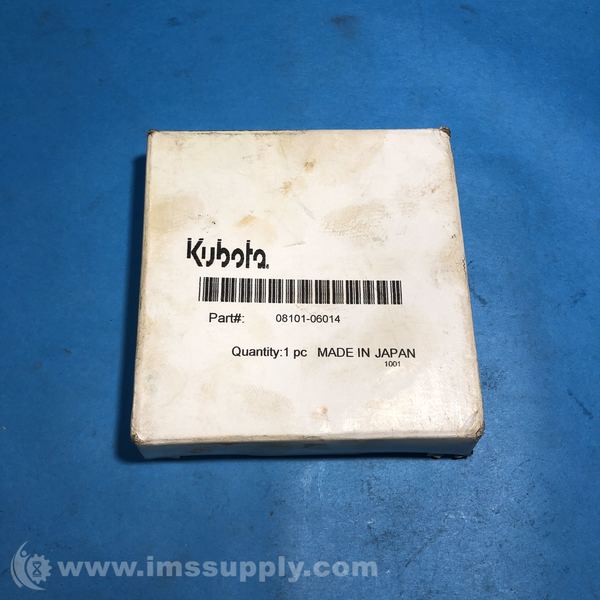 Kubota.
Part#: 08101-06014
Quantity:1 pc MADE IN JAPAN
1001
www.imssupply.com